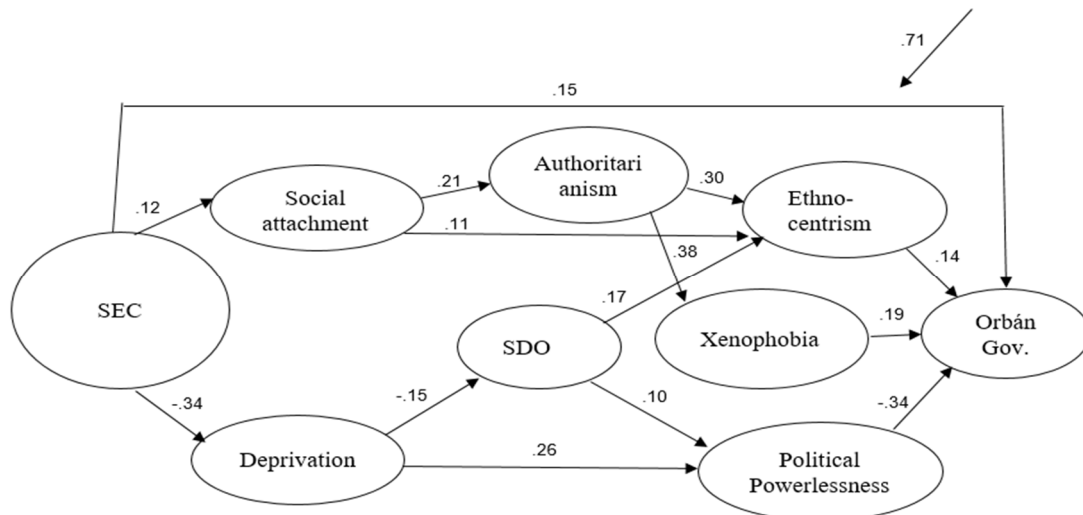 .71
.15
Authoritari
anism
.21
.30
Social
attachment
Ethno-
centrism
.12
.11
.38
.14
SEC
.17
.19
SDO
Xenophobia
Orbán
Gov.
-.34
-.15
.10
-.34
Deprivation
.26
Political
Powerlessness